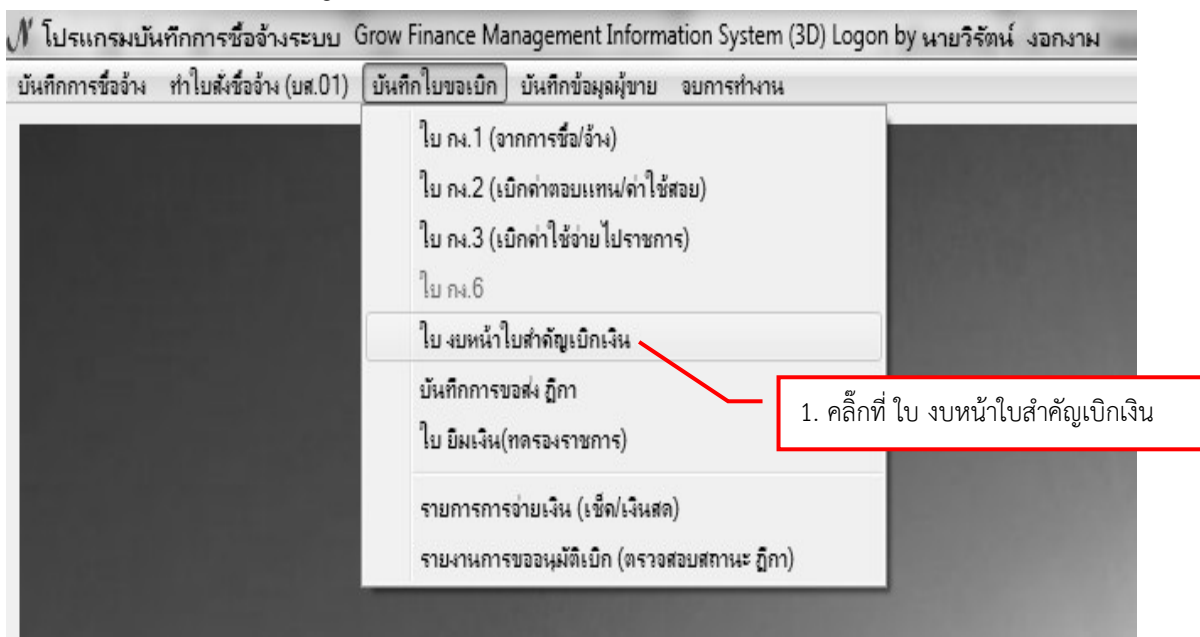 โปรแกรมบันทึกการซื้อจ้างระบบ Grow Finance Management Information System (3D) Logon by นายวิรัตน์ งอกงาม
บันทึกการซื้อจ้าง ทำใบสั่งซื้อจ้าง (บส.01) บันทึกใบขอเบิก บันทึกข้อมูลผู้ขาย จบการทำงาน
ใบ กง.1 (จากการซื้อ/จ้าง)
ใบ กง.2 (เบิกค่าตอบแทน/ค่าใช้สอย)
ใบ กง.3 (เบิกค่าใช้จ่ายไปราชการ)
ใบ กง.6
ใบ งบหน้าใบสำคัญเบิกเงิน
บันทึกการขอส่ง ฎีกา
1. คลิ๊กที่ ใบ งบหน้าใบสำคัญเบิกเงิน
ใบ ยืมเงิน(ทดรองราชการ)
รายการการจ่ายเงิน (เช็ค/เงินสด)
รายงานการขออนุมัติเบิก (ตรวจสอบสถานะ ฎีกา)